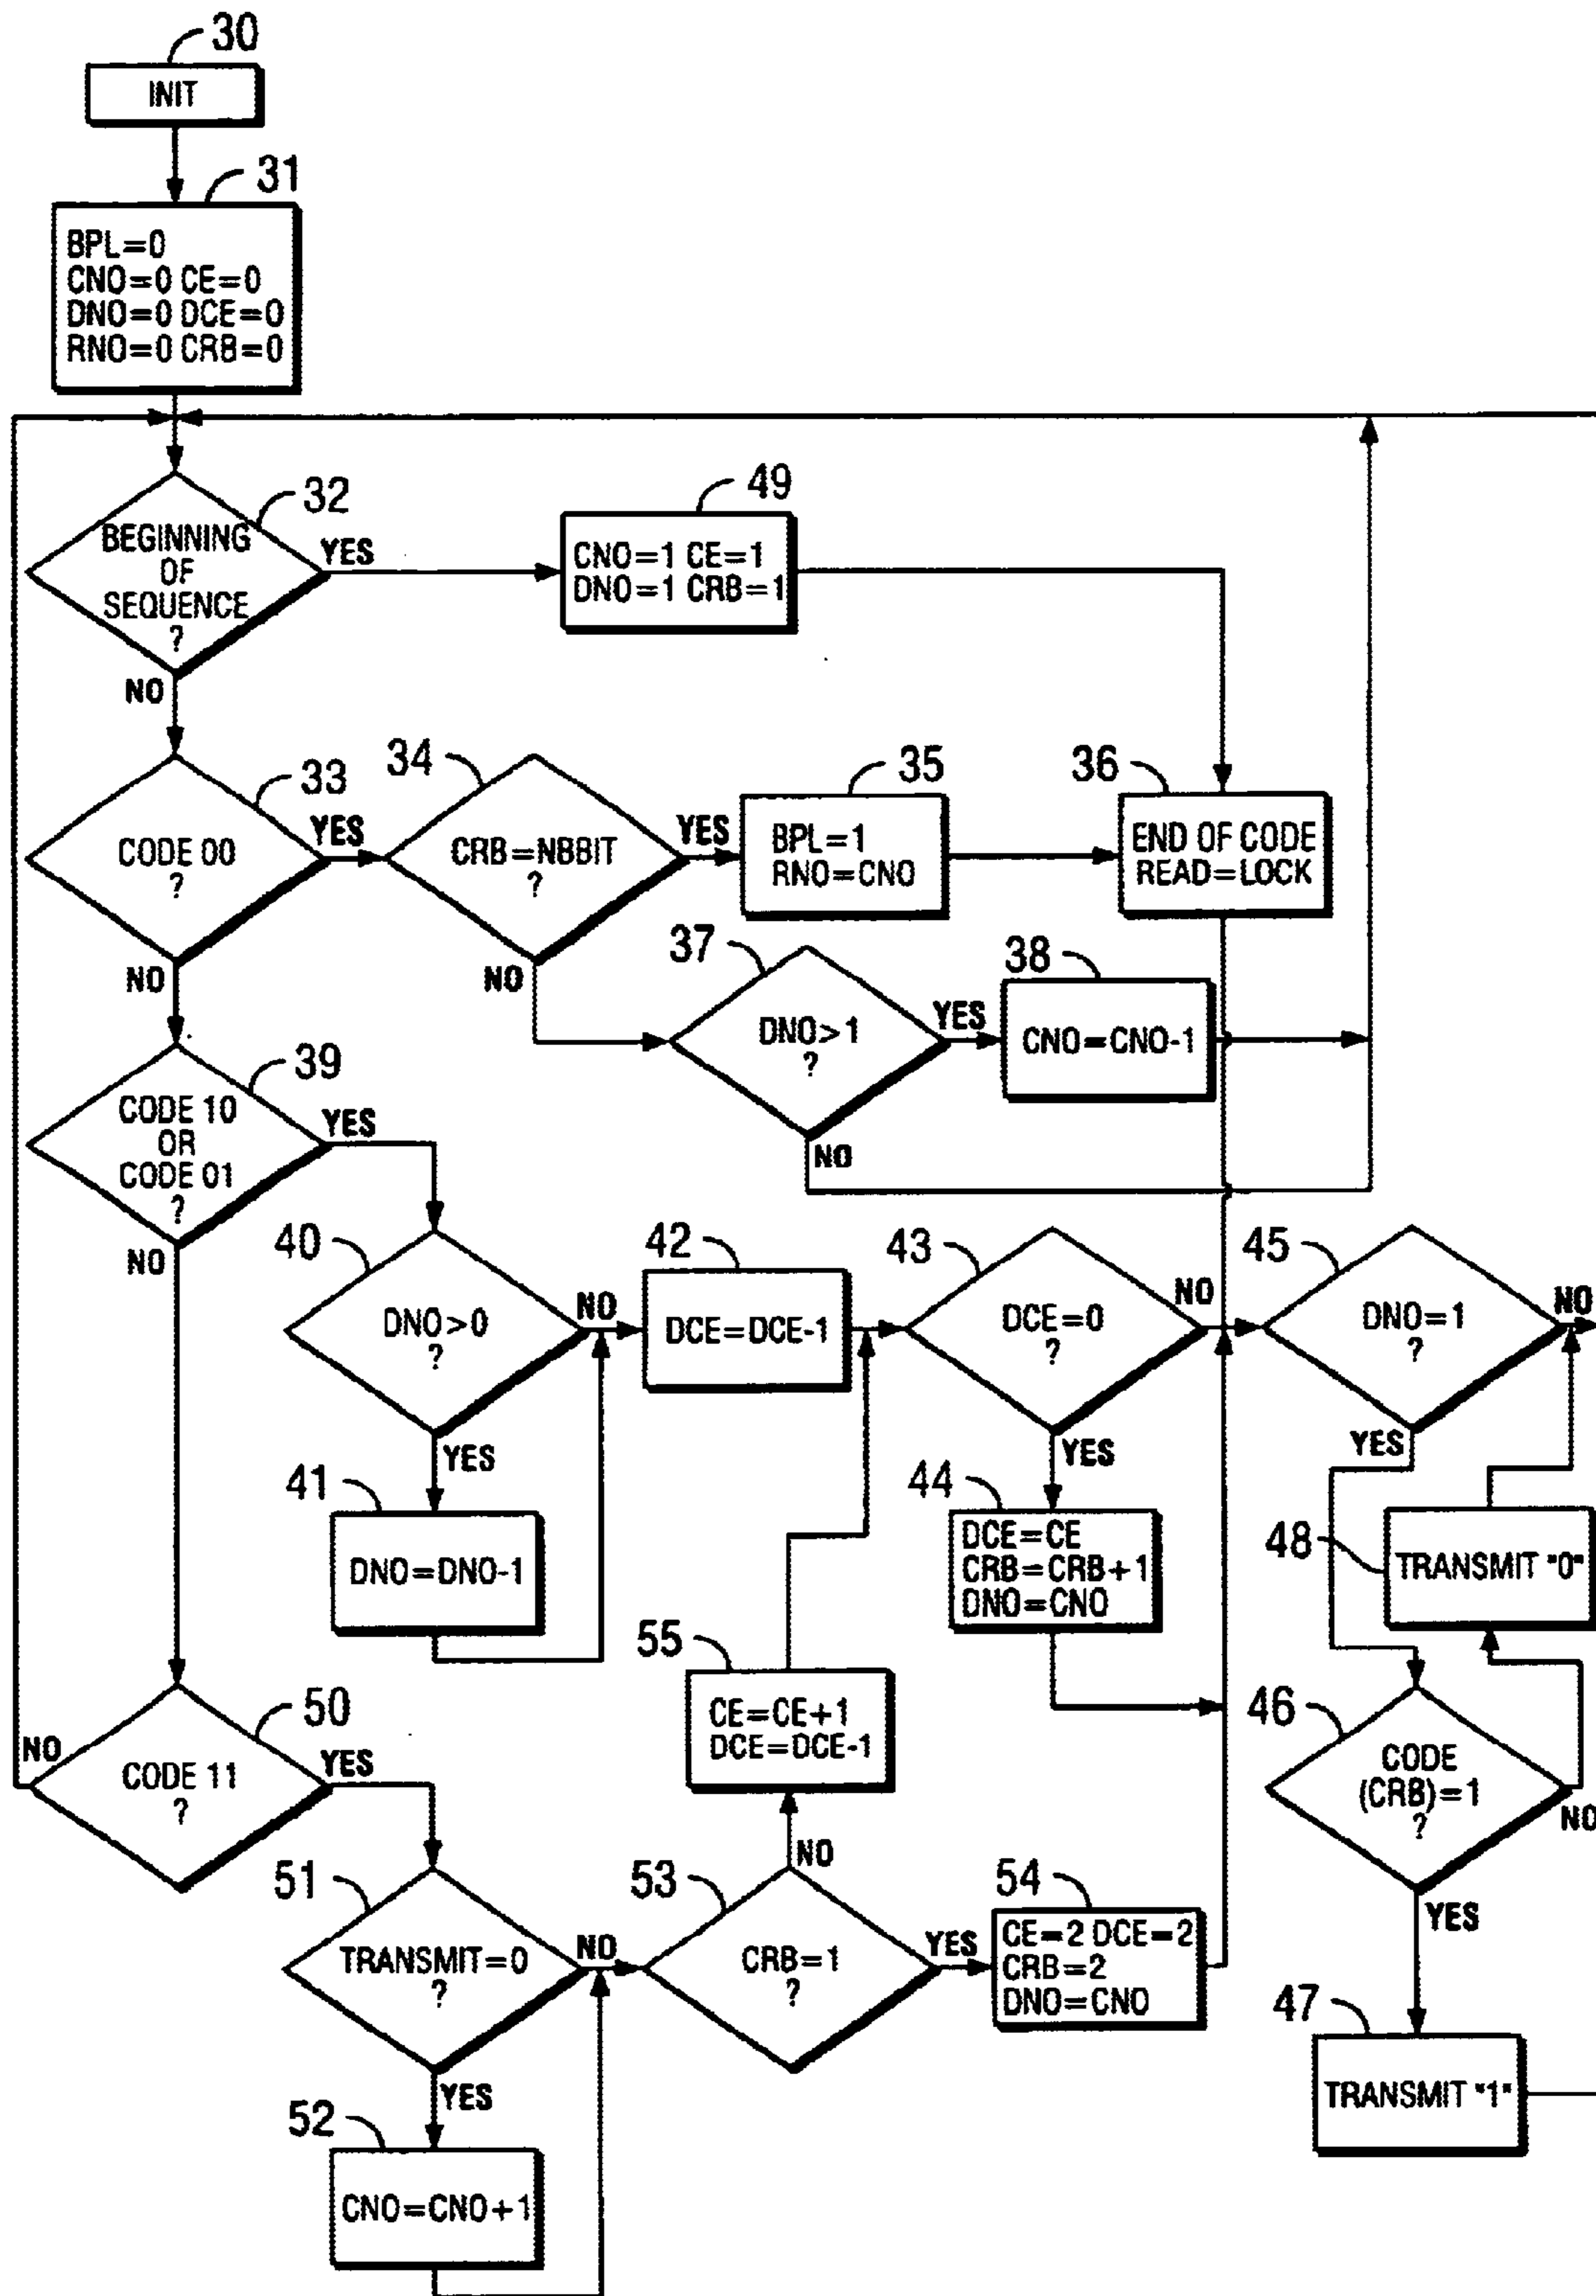 30
INIT
31
BPL=0
CNO=0 CE=0
DNO=0 DCE=0
RNO=0 CRB=0
32
BEGINNING
OF
SEQUENCE
?
YES
NO
49
CNO=1 CE=1
DNO=1 CRB=1
33
CODE 00
?
YES
NO
34
CRB=NBBIT
?
YES
NO
35
BPL=1
RNO=CNO
36
END OF CODE
READ=LOCK
37
DNO>1
?
YES
NO
38
CNO=CNO-1
39
CODE 10
OR
CODE 01
?
YES
NO
40
DNO>0
?
NO
YES
41
DNO=DNO-1
42
DCE=DCE-1
43
DCE=0
?
NO
YES
44
DCE=CE
CRB=CRB+1
DNO=CNO
45
DNO=1
?
NO
YES
48
TRANSMIT "0"
46
CODE
(CRB)=1
?
NO
YES
47
TRANSMIT "1"
55
CE=CE+1
DCE=DCE-1
50
CODE 11
?
NO
YES
51
TRANSMIT=0
?
NO
YES
52
CNO=CNO+1
53
CRB=1
?
NO
YES
54
CE=2 DCE=2
CRB=2
DNO=CNO